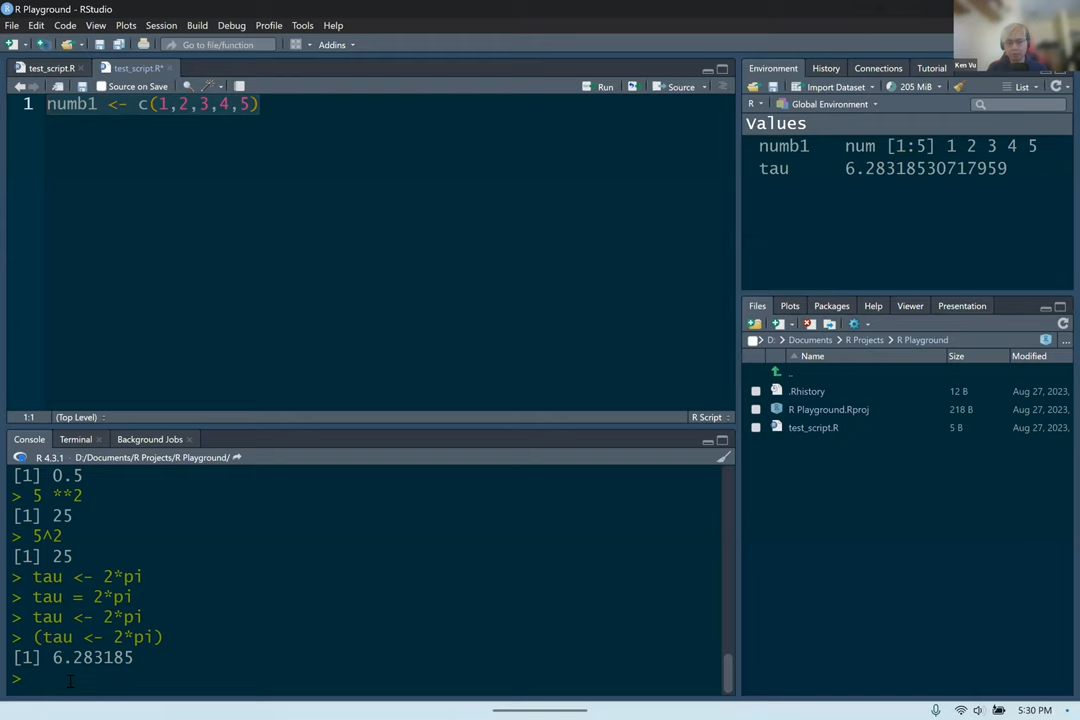 R Playground - RStudio
File Edit Code View Plots Session Build Debug Profile Tools Help
Go to file/function Addins
Ken Vu
test_script.R test_script.R*
Source on Save Run Source
1 numb1 <- c(1,2,3,4,5)
1:1 (Top Level) R Script
Console Terminal Background Jobs
R 4.3.1 · D:/Documents/R Projects/R Playground/
[1] 0.5
> 5 **2
[1] 25
> 5^2
[1] 25
> tau <- 2*pi
> tau = 2*pi
> tau <- 2*pi
> (tau <- 2*pi)
[1] 6.283185
>
Environment History Connections Tutorial
Import Dataset 205 MiB List
R Global Environment
Values
numb1 num [1:5] 1 2 3 4 5
tau 6.28318530717959
Files Plots Packages Help Viewer Presentation
D: Documents R Projects R Playground ...
Name Size Modified
..
.Rhistory 12 B Aug 27, 2023,
R Playground.Rproj 218 B Aug 27, 2023,
test_script.R 5 B Aug 27, 2023,
5:30 PM